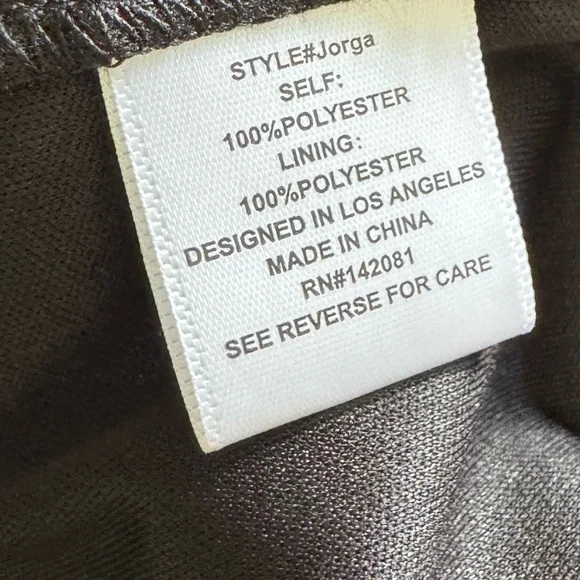 STYLE#Jorga
SELF:
100%POLYESTER
LINING:
100%POLYESTER
DESIGNED IN LOS ANGELES
MADE IN CHINA
RN#142081
SEE REVERSE FOR CARE